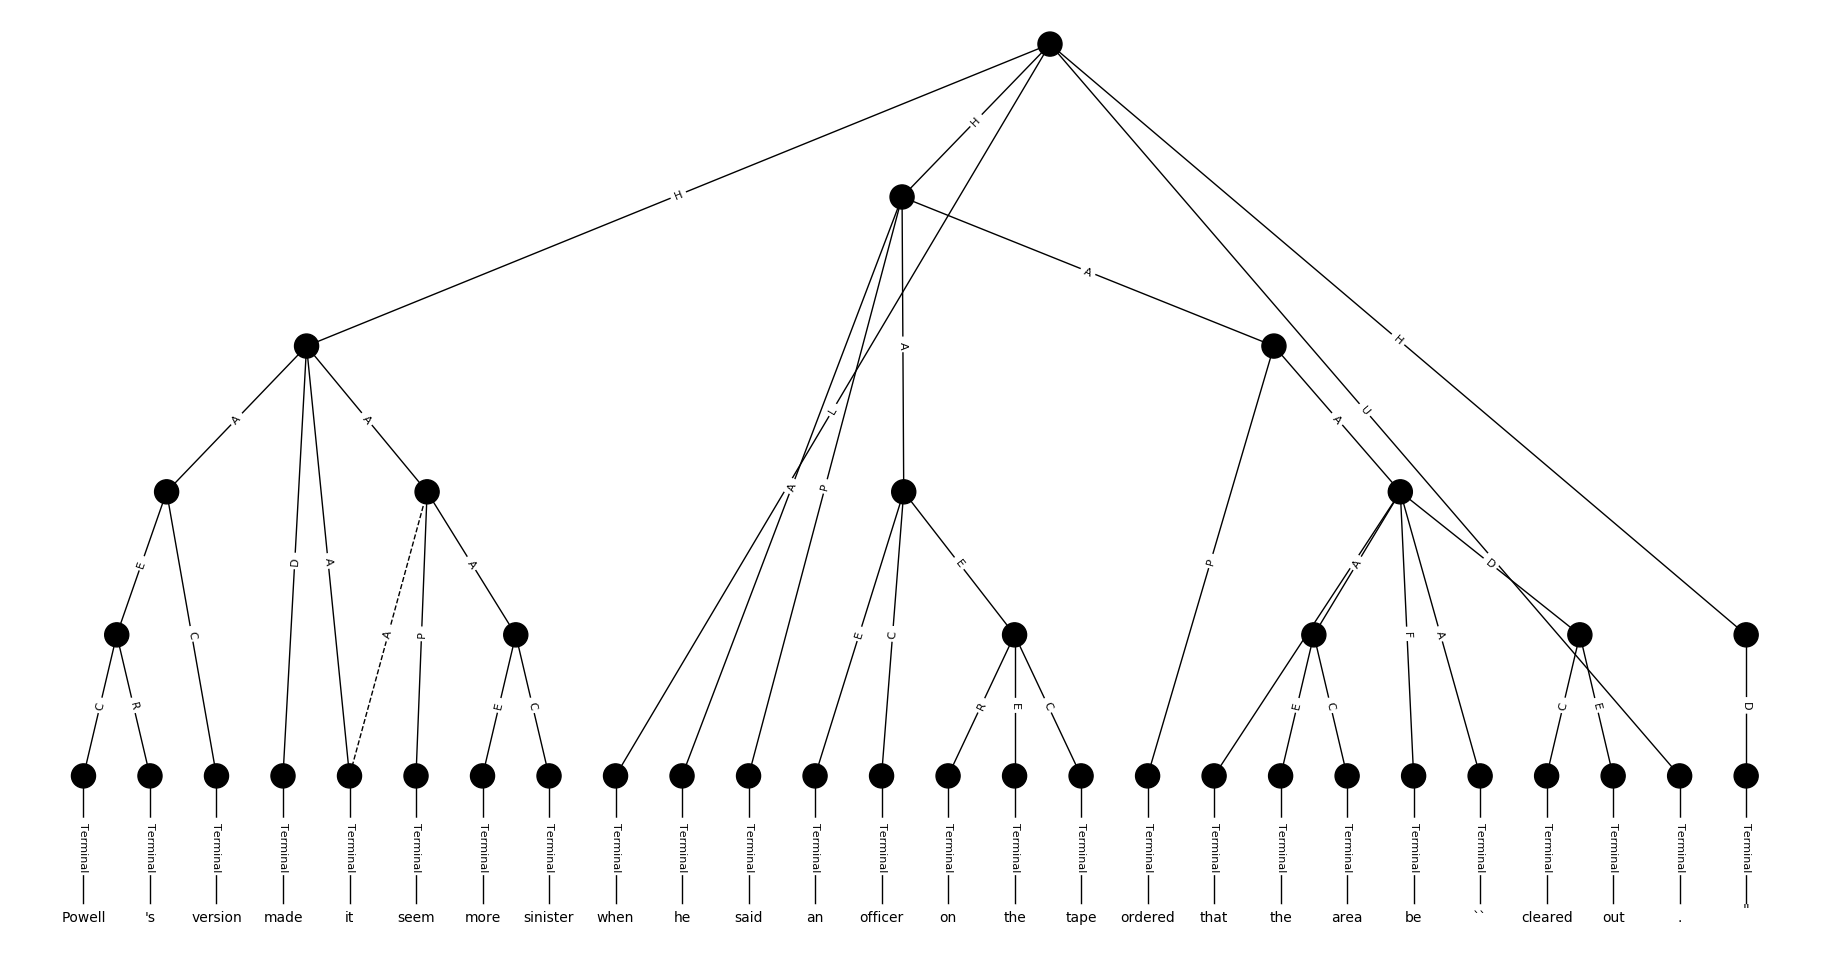 H
H
A
H
A
L
A
A
A
U
A
P
D
A
A
P
E
D
E
A
C
A
P
E
C
F
A
C
R
E
C
R
E
C
E
C
C
E
D
Terminal Terminal Terminal Terminal Terminal Terminal Terminal Terminal Terminal Terminal Terminal Terminal Terminal Terminal Terminal Terminal Terminal Terminal Terminal Terminal Terminal Terminal Terminal Terminal Terminal Terminal
Powell 's version made it seem more sinister when he said an officer on the tape ordered that the area be `` cleared out . "